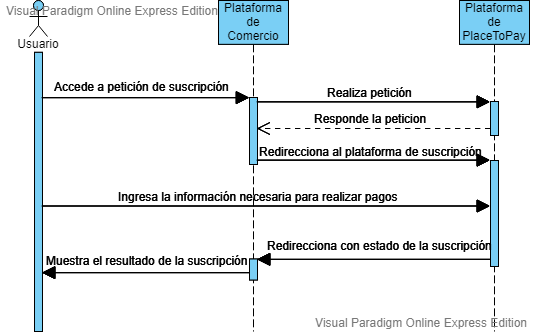 Visual Paradigm Online Express Edition
Usuario
Plataforma
de
Comercio
Plataforma
de
PlaceToPay
Accede a petición de suscripción
Realiza petición
Responde la peticion
Redirecciona al plataforma de suscripción
Ingresa la información necesaria para realizar pagos
Redirecciona con estado de la suscripción
Muestra el resultado de la suscripción
Visual Paradigm Online Express Edition